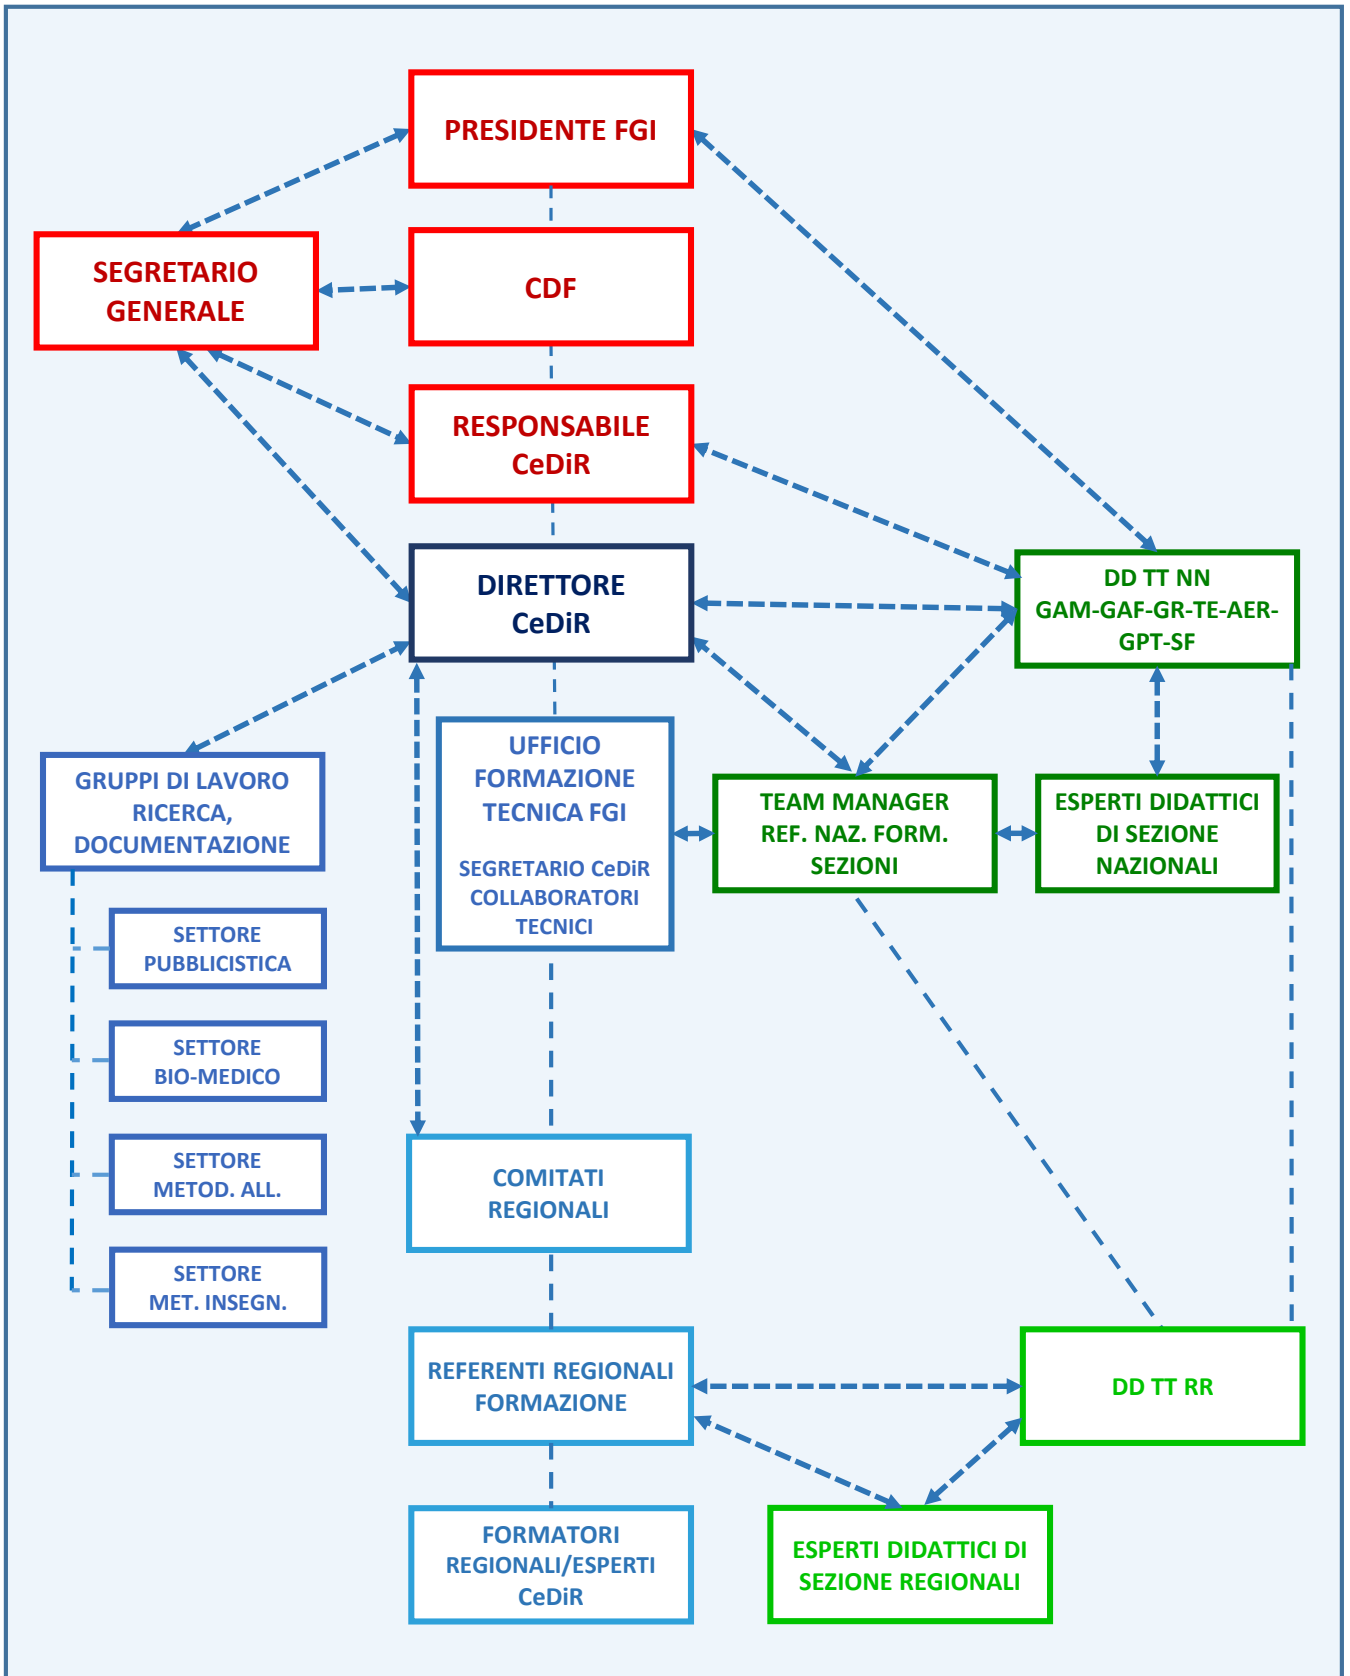 PRESIDENTE FGI
SEGRETARIO
GENERALE
CDF
RESPONSABILE
CeDiR
DIRETTORE
CeDiR
DD TT NN
GAM-GAF-GR-TE-AER-
GPT-SF
UFFICIO
FORMAZIONE
TECNICA FGI
SEGRETARIO CeDiR
COLLABORATORI
TECNICI
GRUPPI DI LAVORO
RICERCA,
DOCUMENTAZIONE
TEAM MANAGER
REF. NAZ. FORM.
SEZIONI
ESPERTI DIDATTICI
DI SEZIONE
NAZIONALI
SETTORE
PUBBLICISTICA
SETTORE
BIO-MEDICO
SETTORE
METOD. ALL.
SETTORE
MET. INSEGN.
COMITATI
REGIONALI
REFERENTI REGIONALI
FORMAZIONE
DD TT RR
FORMATORI
REGIONALI/ESPERTI
CeDiR
ESPERTI DIDATTICI DI
SEZIONE REGIONALI